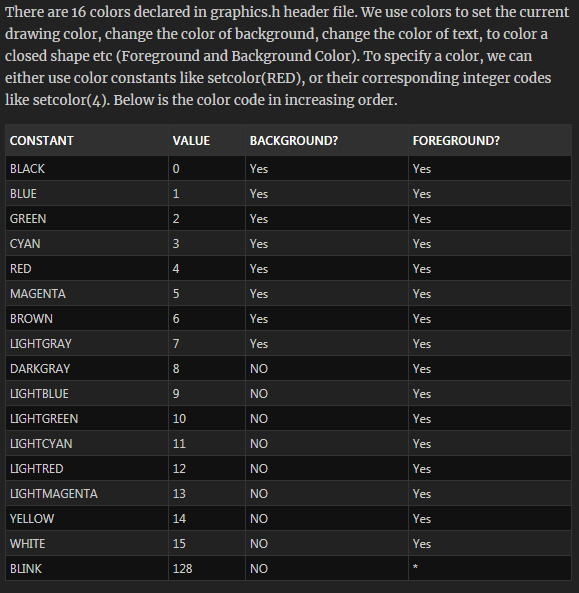 There are 16 colors declared in graphics.h header file. We use colors to set the current
drawing color, change the color of background, change the color of text, to color a
closed shape etc (Foreground and Background Color). To specify a color, we can
either use color constants like setcolor(RED), or their corresponding integer codes
like setcolor(4). Below is the color code in increasing order.
CONSTANT VALUE BACKGROUND? FOREGROUND?
BLACK 0 Yes Yes
BLUE 1 Yes Yes
GREEN 2 Yes Yes
CYAN 3 Yes Yes
RED 4 Yes Yes
MAGENTA 5 Yes Yes
BROWN 6 Yes Yes
LIGHTGRAY 7 Yes Yes
DARKGRAY 8 NO Yes
LIGHTBLUE 9 NO Yes
LIGHTGREEN 10 NO Yes
LIGHTCYAN 11 NO Yes
LIGHTRED 12 NO Yes
LIGHTMAGENTA 13 NO Yes
YELLOW 14 NO Yes
WHITE 15 NO Yes
BLINK 128 NO *